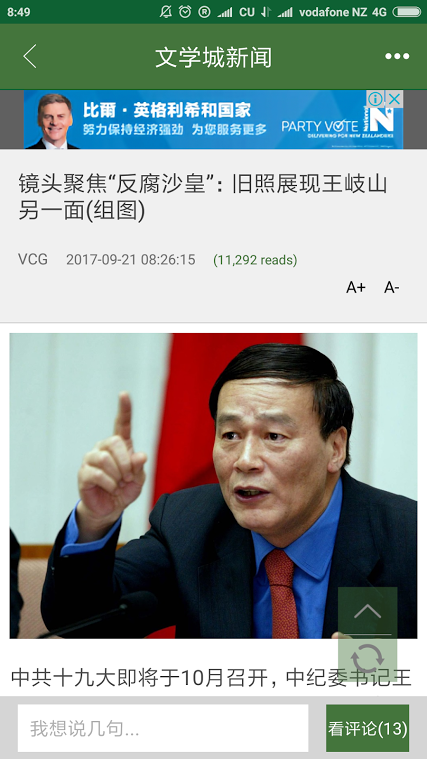 8:49 CU vodafone NZ 4G
文学城新闻
比爾·英格利希和国家
努力保持经济强劲 为您服务更多
PARTY VOTE
National
N
DELIVERING FOR NEW ZEALANDERS
镜头聚焦“反腐沙皇”：旧照展现王岐山
另一面(组图)
VCG 2017-09-21 08:26:15 (11,292 reads)
A+ A-
中共十九大即将于10月召开，中纪委书记王
我想说几句...
看评论(13)